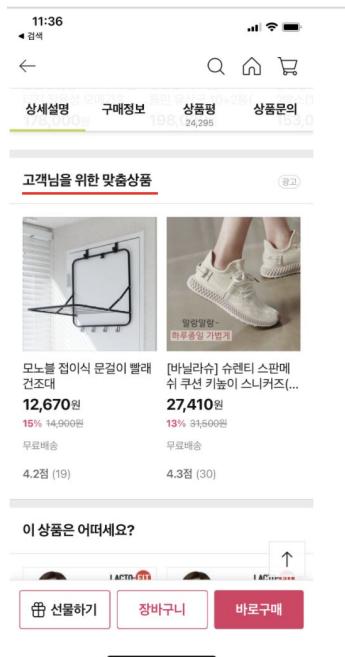 11:36
◀ 검색
상세설명 구매정보 상품평 상품문의
24,295
178,000원
고객님을 위한 맞춤상품
광고
말랑말랑~
하루종일 가볍게
모노블 접이식 문걸이 빨래
건조대
12,670원
15% 14,900원
무료배송
4.2점 (19)
[바닐라슈] 슈렌티 스판메
쉬 쿠션 키높이 스니커즈(...
27,410원
13% 31,500원
무료배송
4.3점 (30)
이 상품은 어떠세요?
LACTO-FIT
선물하기
장바구니
바로구매